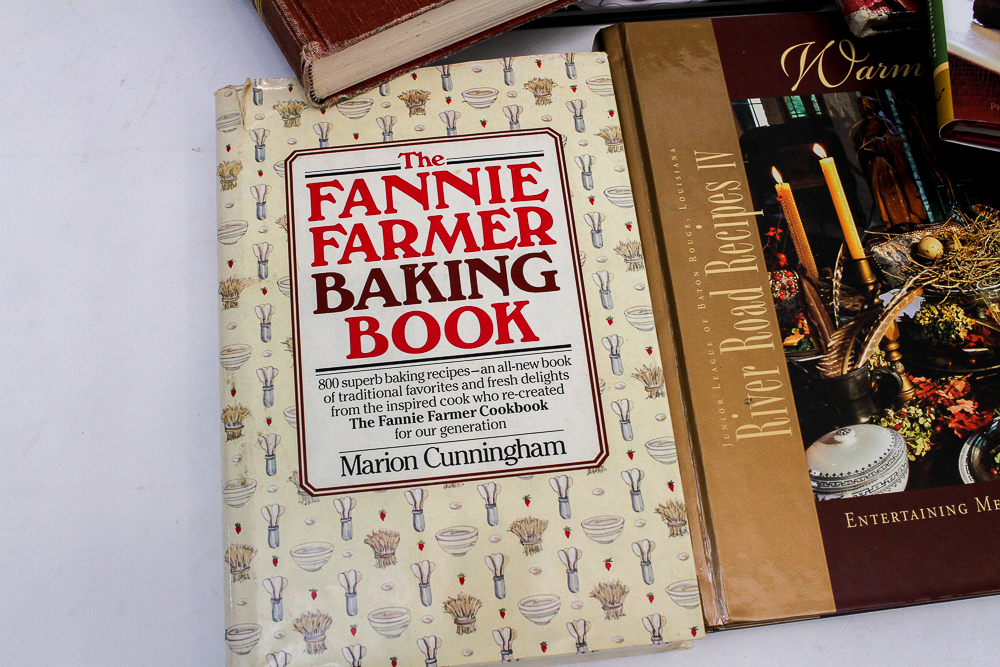 The
FANNIE
FARMER
BAKING
BOOK
800 superb baking recipes—an all-new book
of traditional favorites and fresh delights
from the inspired cook who re-created
The Fannie Farmer Cookbook
for our generation
Marion Cunningham
Junior League of Baton Rouge, Louisiana
River Road Recipes IV
Warm
Entertaining